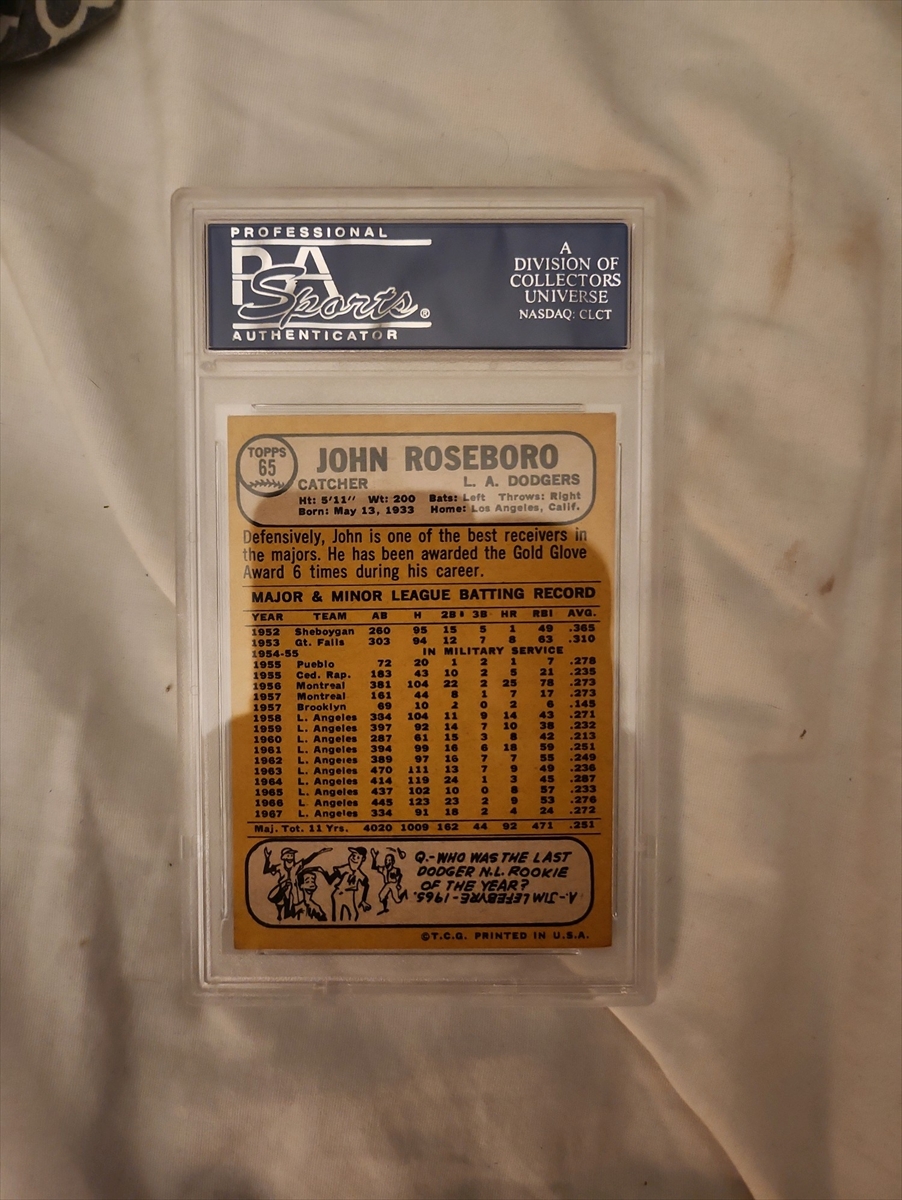 PROFESSIONAL
PSA
Sports®
AUTHENTICATOR
A
DIVISION OF
COLLECTORS
UNIVERSE
NASDAQ: CLCT
TOPPS
65
JOHN ROSEBORO
CATCHER L. A. DODGERS
Ht: 5'11" Wt: 200 Bats: Left Throws: Right
Born: May 13, 1933 Home: Los Angeles, Calif.
Defensively, John is one of the best receivers in
the majors. He has been awarded the Gold Glove
Award 6 times during his career.
MAJOR & MINOR LEAGUE BATTING RECORD
YEAR TEAM AB H 2B 3B HR RBI AVG.
1952 Sheboygan 260 95 15 5 1 49 .365
1953 Gt. Falls 303 94 12 7 8 63 .310
1954-55 IN MILITARY SERVICE
1955 Pueblo 72 20 1 2 1 7 .278
1955 Ced. Rap. 183 43 10 2 5 21 .235
1956 Montreal 381 104 22 2 25 78 .273
1957 Montreal 161 44 8 1 7 17 .273
1957 Brooklyn 69 10 2 0 2 6 .145
1958 L. Angeles 384 104 11 9 14 43 .271
1959 L. Angeles 397 92 14 7 10 38 .232
1960 L. Angeles 287 61 15 3 8 42 .213
1961 L. Angeles 394 99 16 6 18 59 .251
1962 L. Angeles 389 97 16 7 7 55 .249
1963 L. Angeles 470 111 13 7 9 49 .236
1964 L. Angeles 414 119 24 1 3 45 .287
1965 L. Angeles 437 102 10 0 8 57 .233
1966 L. Angeles 445 123 23 2 9 53 .276
1967 L. Angeles 334 91 18 2 4 24 .272
Maj. Tot. 11 Yrs. 4020 1009 162 44 92 471 .251
Q.-WHO WAS THE LAST
DODGER N.L. ROOKIE
OF THE YEAR?
A.-JIM LEFEBVRE-1965.
©T.C.G. PRINTED IN U.S.A.